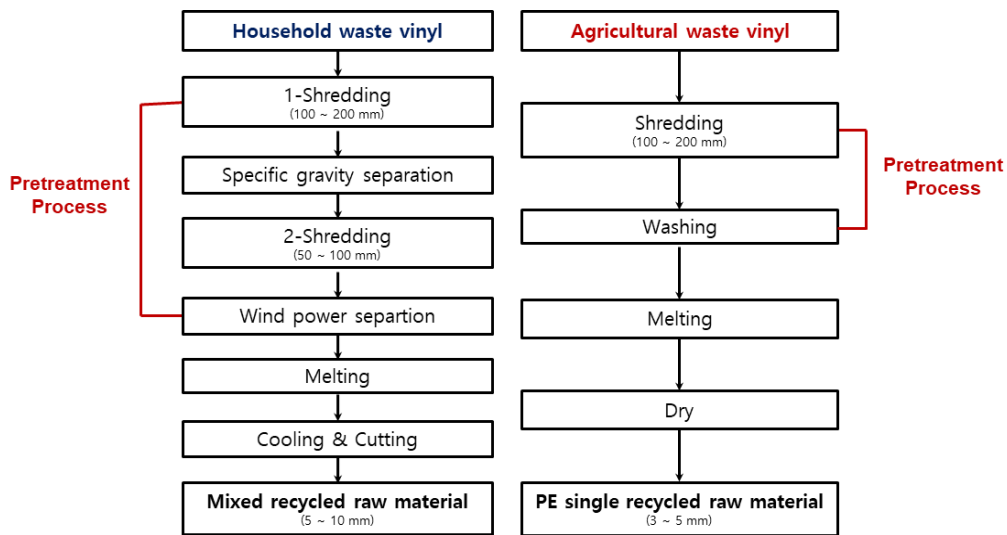 Household waste vinyl
1-Shredding
(100 ~ 200 mm)
Specific gravity separation
2-Shredding
(50 ~ 100 mm)
Wind power separtion
Melting
Cooling & Cutting
Mixed recycled raw material
(5 ~ 10 mm)
Pretreatment
Process
Agricultural waste vinyl
Shredding
(100 ~ 200 mm)
Washing
Melting
Dry
PE single recycled raw material
(3 ~ 5 mm)
Pretreatment
Process